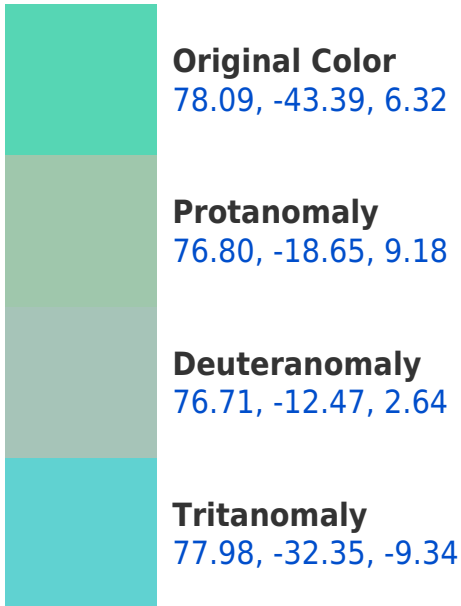 Original Color
78.09, -43.39, 6.32
Protanomaly
76.80, -18.65, 9.18
Deuteranomaly
76.71, -12.47, 2.64
Tritanomaly
77.98, -32.35, -9.34